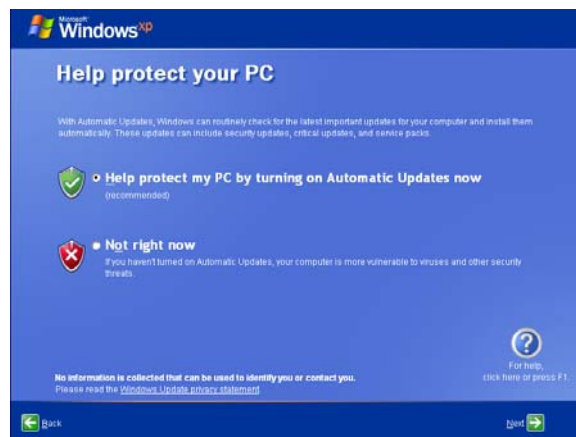 Microsoft
Windows xp
Help protect your PC
With Automatic Updates, Windows can routinely check for the latest important updates for your computer and install them
automatically. These updates can include security updates, critical updates, and service packs.
Help protect my PC by turning on Automatic Updates now
(recommended)
Not right now
If you haven't turned on Automatic Updates, your computer is more vulnerable to viruses and other security
threats.
For help,
click here or press F1.
No information is collected that can be used to identify you or contact you.
Please read the Windows Update privacy statement
Back
Next